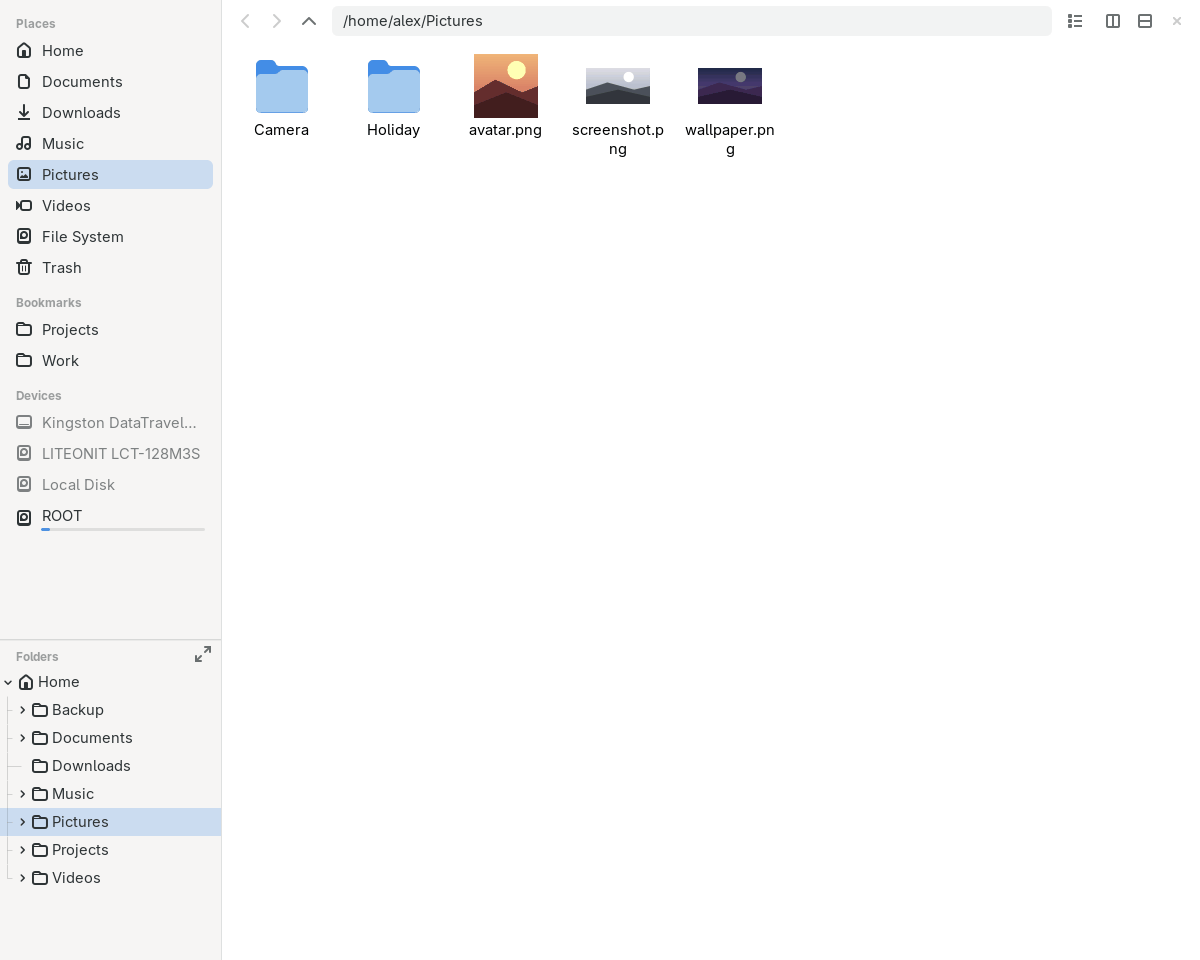 Places
Home
Documents
Downloads
Music
Pictures
Videos
File System
Trash
Bookmarks
Projects
Work
Devices
Kingston DataTravel...
LITEONIT LCT-128M3S
Local Disk
ROOT
Folders
Home
Backup
Documents
Downloads
Music
Pictures
Projects
Videos
/home/alex/Pictures
Camera
Holiday
avatar.png
screenshot.p
ng
wallpaper.pn
g